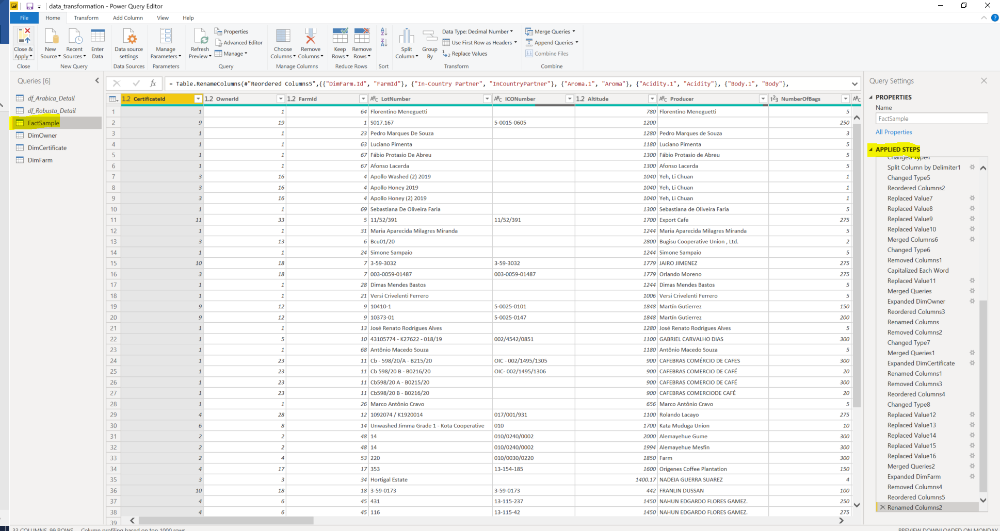 data_transformation - Power Query Editor
File Home Transform Add Column View Help
Close & Apply
New Source
Recent Sources
Enter Data
Data source settings
Manage Parameters
Refresh Preview
Properties
Advanced Editor
Manage
Choose Columns
Remove Columns
Keep Rows
Remove Rows
Split Column
Group By
Data Type: Decimal Number
Use First Row as Headers
Replace Values
Merge Queries
Append Queries
Combine Files
Close New Query Data Sources Parameters Query Manage Columns Reduce Rows Sort Transform Combine
Queries [6]
df_Arabica_Detail
df_Robusta_Detail
FactSample
DimOwner
DimCertificate
DimFarm
= Table.RenameColumns(#"Reordered Columns5",{{"DimFarm.Id", "FarmId"}, {"In-Country Partner", "InCountryPartner"}, {"Aroma.1", "Aroma"}, {"Acidity.1", "Acidity"}, {"Body.1", "Body"},
1.2 CertificateId 1.2 OwnerId 1.2 FarmId ABC LotNumber ABC ICONumber 1.2 Altitude ABC Producer 123 NumberOfBags ABC
1 1 1 64 Florentino Meneguetti 780 Florentino Meneguetti 5
2 9 19 1 S017.167 5-0015-0605 1200 250
3 1 1 23 Pedro Marques De Souza 1280 Pedro Marques de Souza 3
4 1 1 63 Luciano Pimenta 1180 Luciano Pimenta 5
5 1 1 67 Fábio Protasio De Abreu 1300 Fábio Protasio de Abreu 5
6 1 1 67 Afonso Lacerda 1300 Afonso Lacerda 5
7 3 16 4 Apollo Washed (2) 2019 1040 Yeh, Li Chuan 1
8 3 16 4 Apollo Honey 2019 1040 Yeh, Li Chuan 1
9 3 16 4 Apollo Honey (2) 2019 1040 Yeh, Li Chuan 1
10 1 1 69 Sebastiana De Oliveira Faria 1300 Sebastiana de Oliveira Faria 5
11 11 33 5 11/52/391 11/52/391 1700 Export Cafe 275
12 1 1 31 Maria Aparecida Milagres Miranda 1244 Maria Aparecida Milagres Miranda 5
13 3 13 6 Bcu01/20 2800 Bugisu Cooperative Union , Ltd. 2
14 1 1 24 Simone Sampaio 1244 Simone Sampaio 5
15 10 18 7 3-59-3032 3-59-3032 1779 JAIRO JIMENEZ 275
16 3 18 7 003-0059-01487 003-0059-01487 1779 Orlando Moreno 275
17 1 1 28 Dimas Mendes Bastos 1244 Dimas Mendes Bastos 5
18 1 1 21 Versi Crivelenti Ferrero 1006 Versi Crivelenti Ferrero 5
19 9 12 9 10410-1 5-0025-0101 1848 Martín Gutierrez 150
20 9 12 9 10373-01 5-0025-0147 1848 Martín Gutierrez 200
21 1 1 13 José Renato Rodrigues Alves 1280 José Renato Rodrigues Alves 5
22 1 5 10 43105774 - K27622 - 018/19 002/4542/0851 1100 GABRIEL CARVALHO DIAS 300
23 1 1 68 Antônio Macedo Souza 1180 Antônio Macedo Souza 5
24 1 23 11 Cb - 598/20/A - B215/20 OIC - 002/1495/1305 900 CAFEBRAS COMÉRCIO DE CAFES 300
25 1 23 11 Cb 598/20 B - B0216/20 OIC- 002/1495/1306 900 CAFEBRAS COMERCIO DE CAFÉ 20
26 1 23 11 Cb598/20 A - B0215/20 900 CAFEBRAS COMERCIO DE CAFÉ 300
27 1 23 11 Cb598/20 B - B0216/20 900 CAFEBRAS COMERCIODE CAFÉ 20
28 1 1 26 Marco Antônio Cravo 656 Marco Antônio Cravo 5
29 4 28 12 1092074 / K1920014 017/001/931 1100 Rolando Lacayo 275
30 6 8 14 Unwashed Jimma Grade 1 - Kota Cooperative 010 1700 Kata Muduga Union 10
31 2 2 48 14 010/0240/0002 2000 Alemayehue Gume 300
32 2 2 48 14 010/0240/0002 1994 Alemayehue Mesfin 300
33 2 4 53 220 010/0030/0220 1850 Farm 300
34 4 17 17 353 13-154-185 1600 Origenes Coffee Plantation 150
35 3 3 34 Hortigal Estate 1400.17 NADEIA GUERRA SUAREZ 4
36 10 18 18 3-59-0173 3-59-0173 442 FRANLIN DUSSAN 100
37 4 6 45 431 13-115-237 1450 NAHUN EDGARDO FLORES GAMEZ. 250
38 4 6 45 116 13-115-42 1450 NAHUN EDGARDO FLORES GAMEZ. 275
39
Query Settings
PROPERTIES
Name
FactSample
All Properties
APPLIED STEPS
Changed Type4
Split Column by Delimiter1
Changed Type5
Reordered Columns2
Replaced Value7
Replaced Value8
Replaced Value9
Replaced Value10
Merged Columns6
Changed Type6
Removed Columns1
Capitalized Each Word
Replaced Value11
Merged Queries
Expanded DimOwner
Reordered Columns3
Renamed Columns
Removed Columns2
Changed Type7
Merged Queries1
Expanded DimCertificate
Renamed Columns1
Removed Columns3
Reordered Columns4
Changed Type8
Replaced Value12
Replaced Value13
Replaced Value14
Replaced Value15
Replaced Value16
Merged Queries2
Expanded DimFarm
Removed Columns4
Reordered Columns5
Renamed Columns2
33 COLUMNS, 99 ROWS Column profiling based on top 1000 rows
PREVIEW DOWNLOADED ON MONDAY